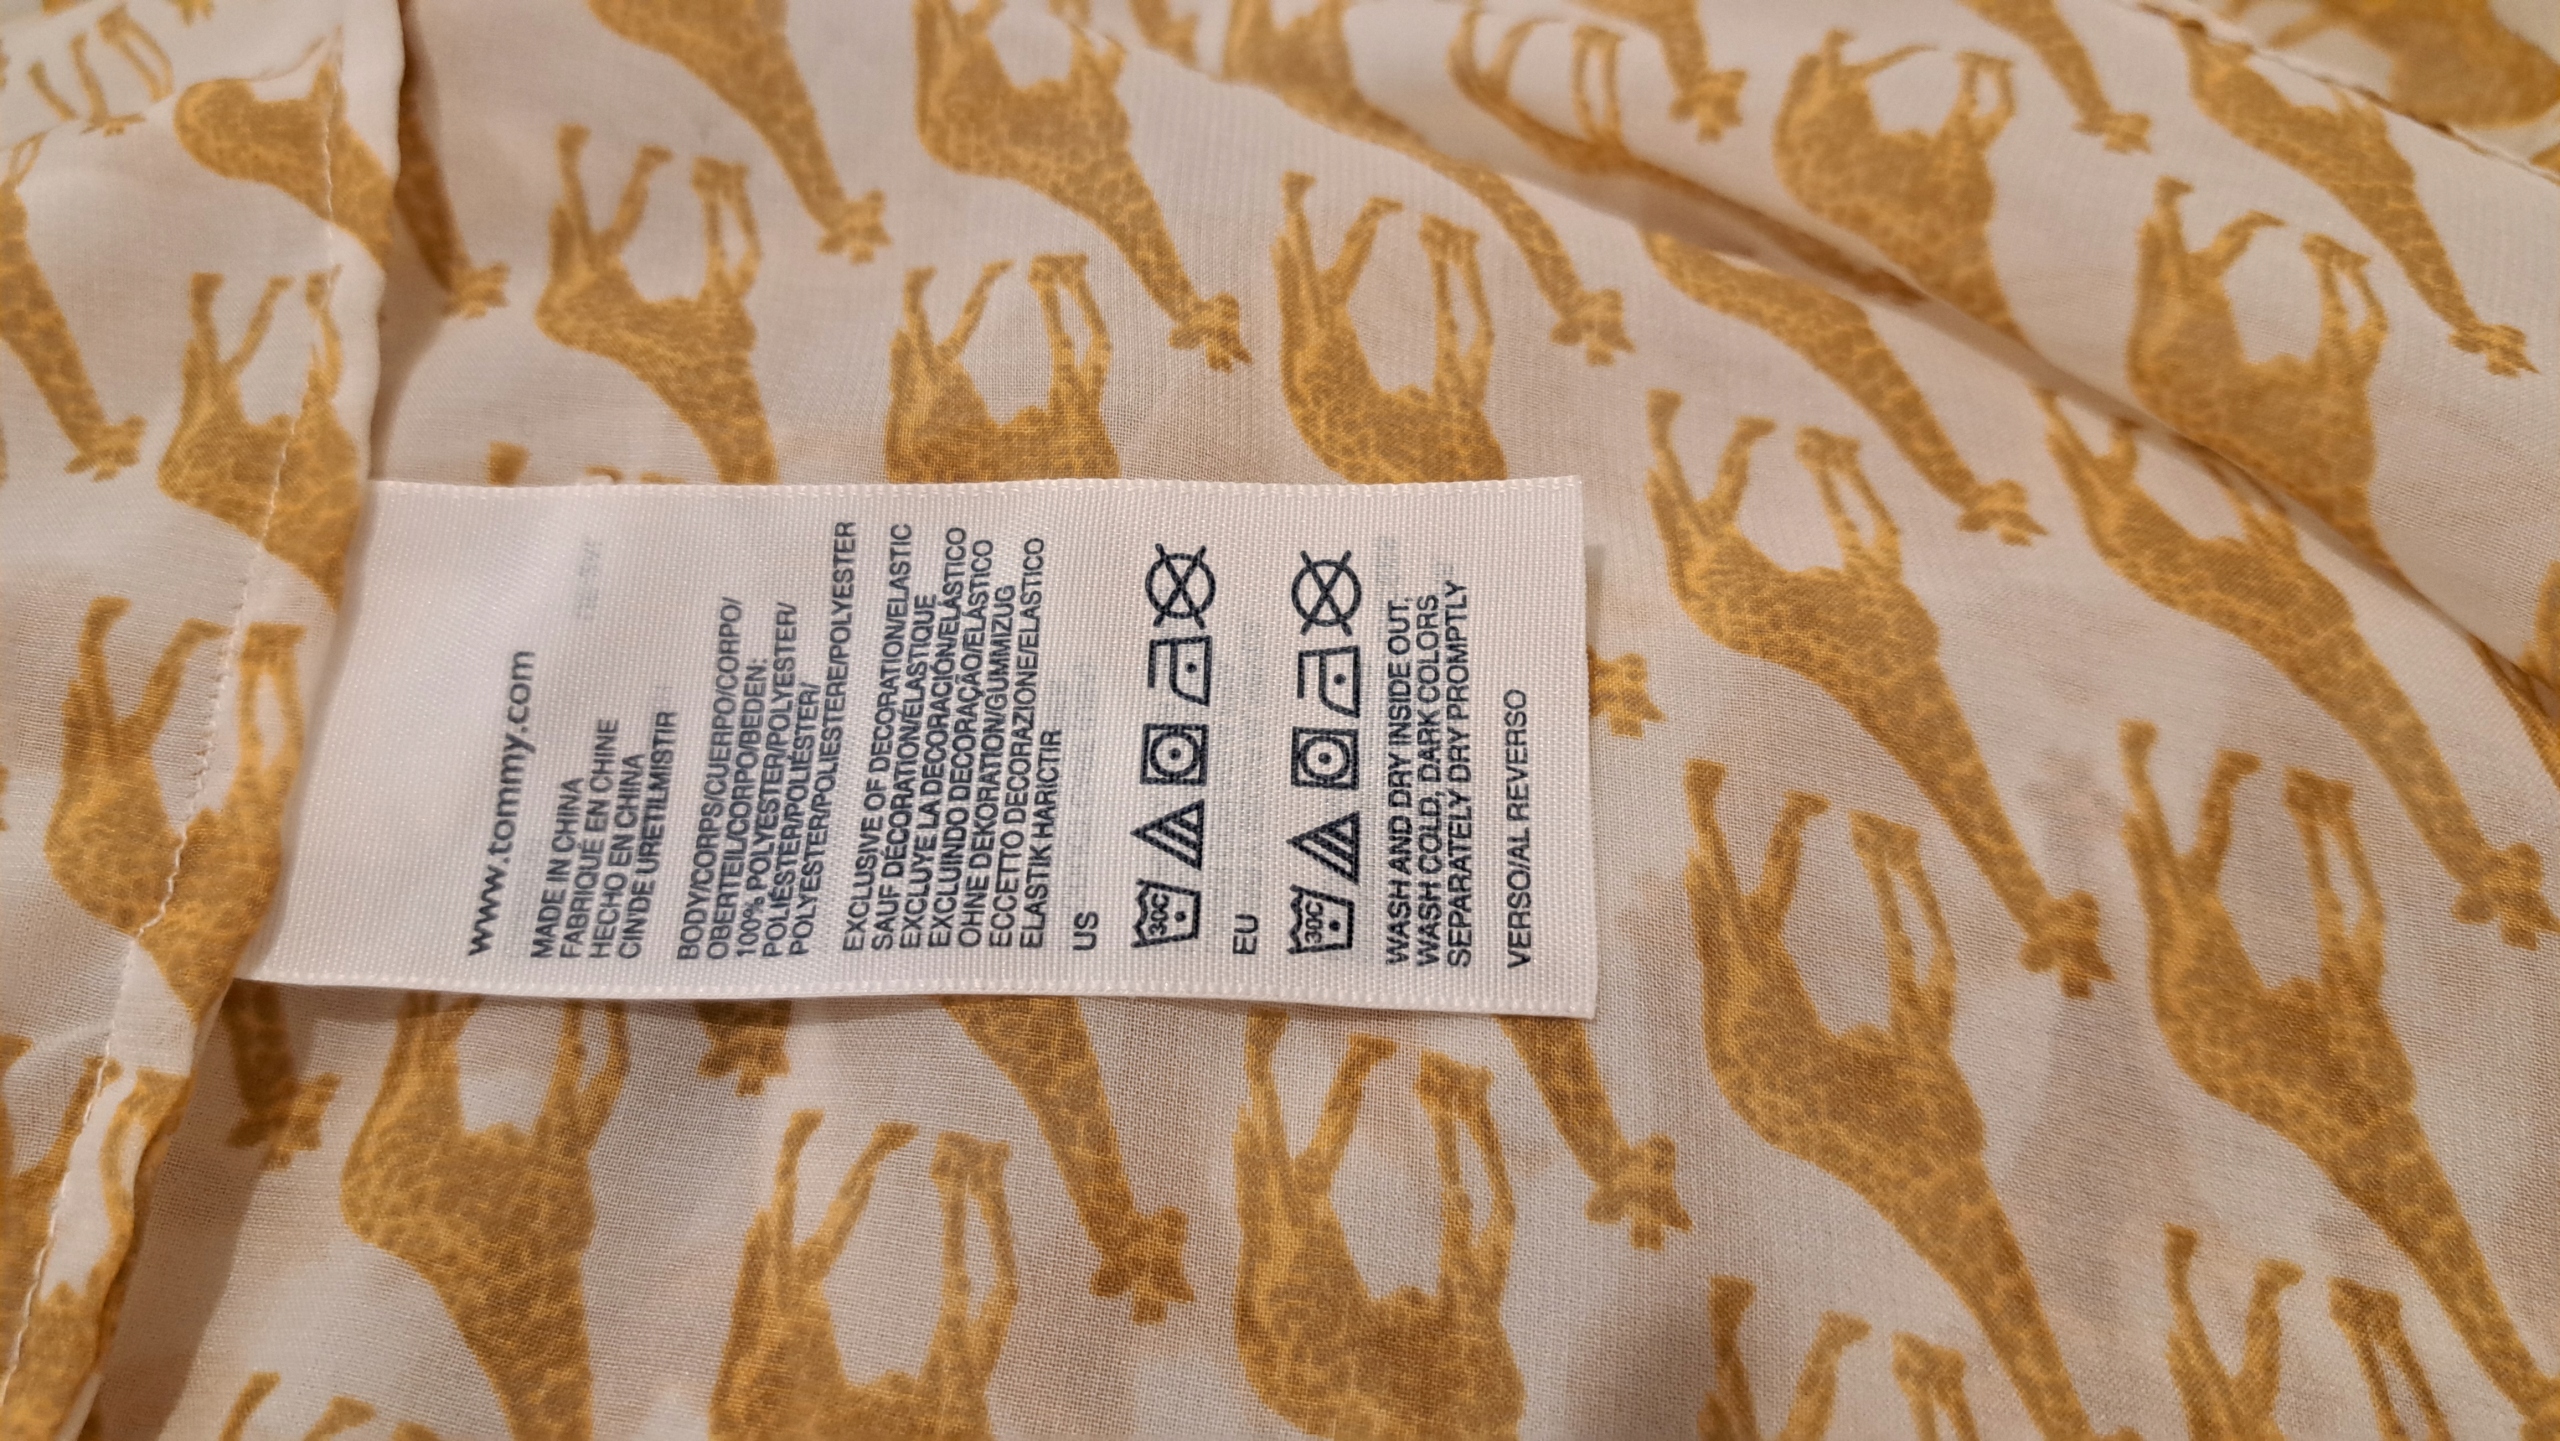 www.tommy.com
MADE IN CHINA
FABRIQUÉ EN CHINE
HECHO EN CHINA
CINDE URETILMISTIR
BODY/CORPS/CUERPO/CORPO/
OBERTEIL/CORPO/BEDEN:
100% POLYESTER/POLYESTER/
POLIÉSTER/POLIÉSTER/
POLYESTER/POLIESTERE/POLYESTER
EXCLUSIVE OF DECORATION/ELASTIC
SAUF DÉCORATION/ÉLASTIQUE
EXCLUYE LA DECORACIÓN/ELÁSTICO
EXCLUINDO DECORAÇÃO/ELÁSTICO
OHNE DEKORATION/GUMMIZUG
ECCETTO DECORAZIONE/ELASTICO
ELASTIK HARICTIR
US
30C
EU
30C
WASH AND DRY INSIDE OUT,
WASH COLD, DARK COLORS
SEPARATELY DRY PROMPTLY
VERSO/AL REVERSO